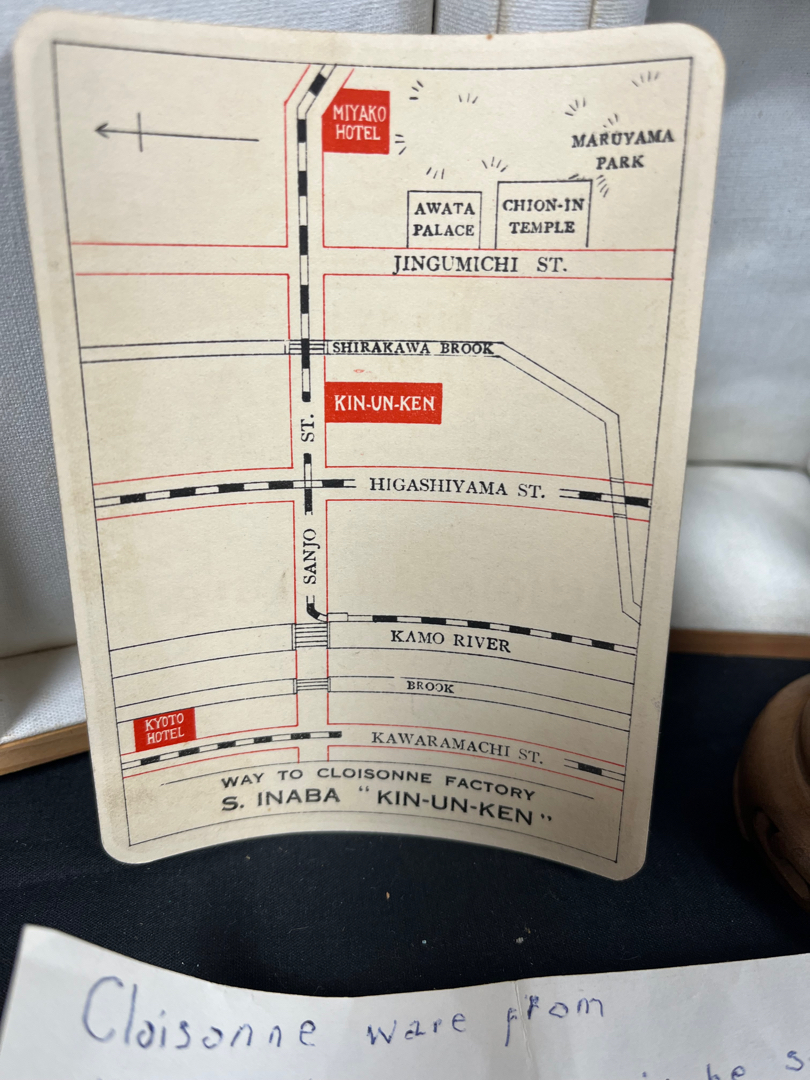 MIYAKO
HOTEL
MARUYAMA
PARK
AWATA
PALACE
CHION-IN
TEMPLE
JINGUMICHI ST.
SHIRAKAWA BROOK
KIN-UN-KEN
SANJO ST.
HIGASHIYAMA ST.
KAMO RIVER
BROOK
KYOTO
HOTEL
KAWARAMACHI ST.
WAY TO CLOISONNE FACTORY
S. INABA "KIN-UN-KEN"
Cloisonne ware from